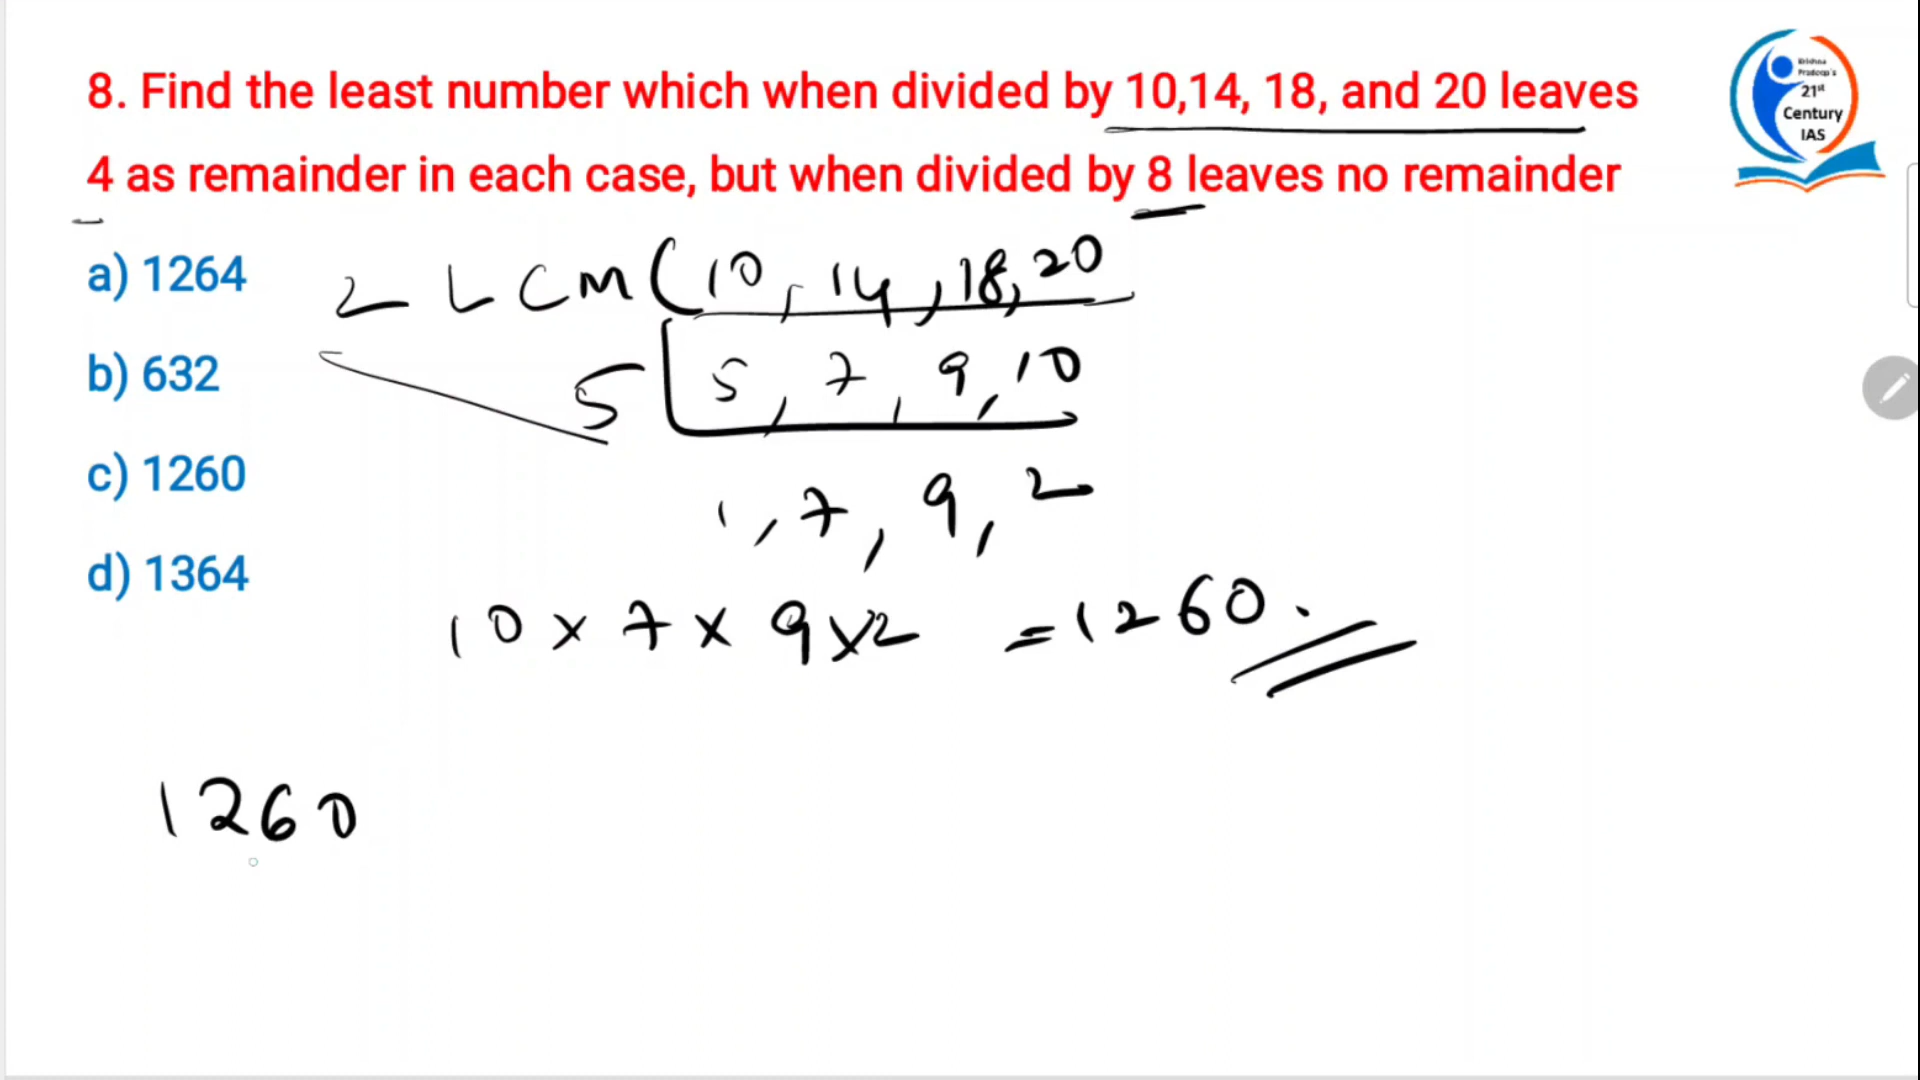 8. Find the least number which when divided by 10,14, 18, and 20 leaves
4 as remainder in each case, but when divided by 8 leaves no remainder
Krishna
Pradeep's
21st
Century
IAS
a) 1264
b) 632
c) 1260
d) 1364
2 LCM(10, 14, 18, 20
5 5, 7, 9, 10
1, 7, 9, 2
10 x 7 x 9 x 2 = 1260.
1260